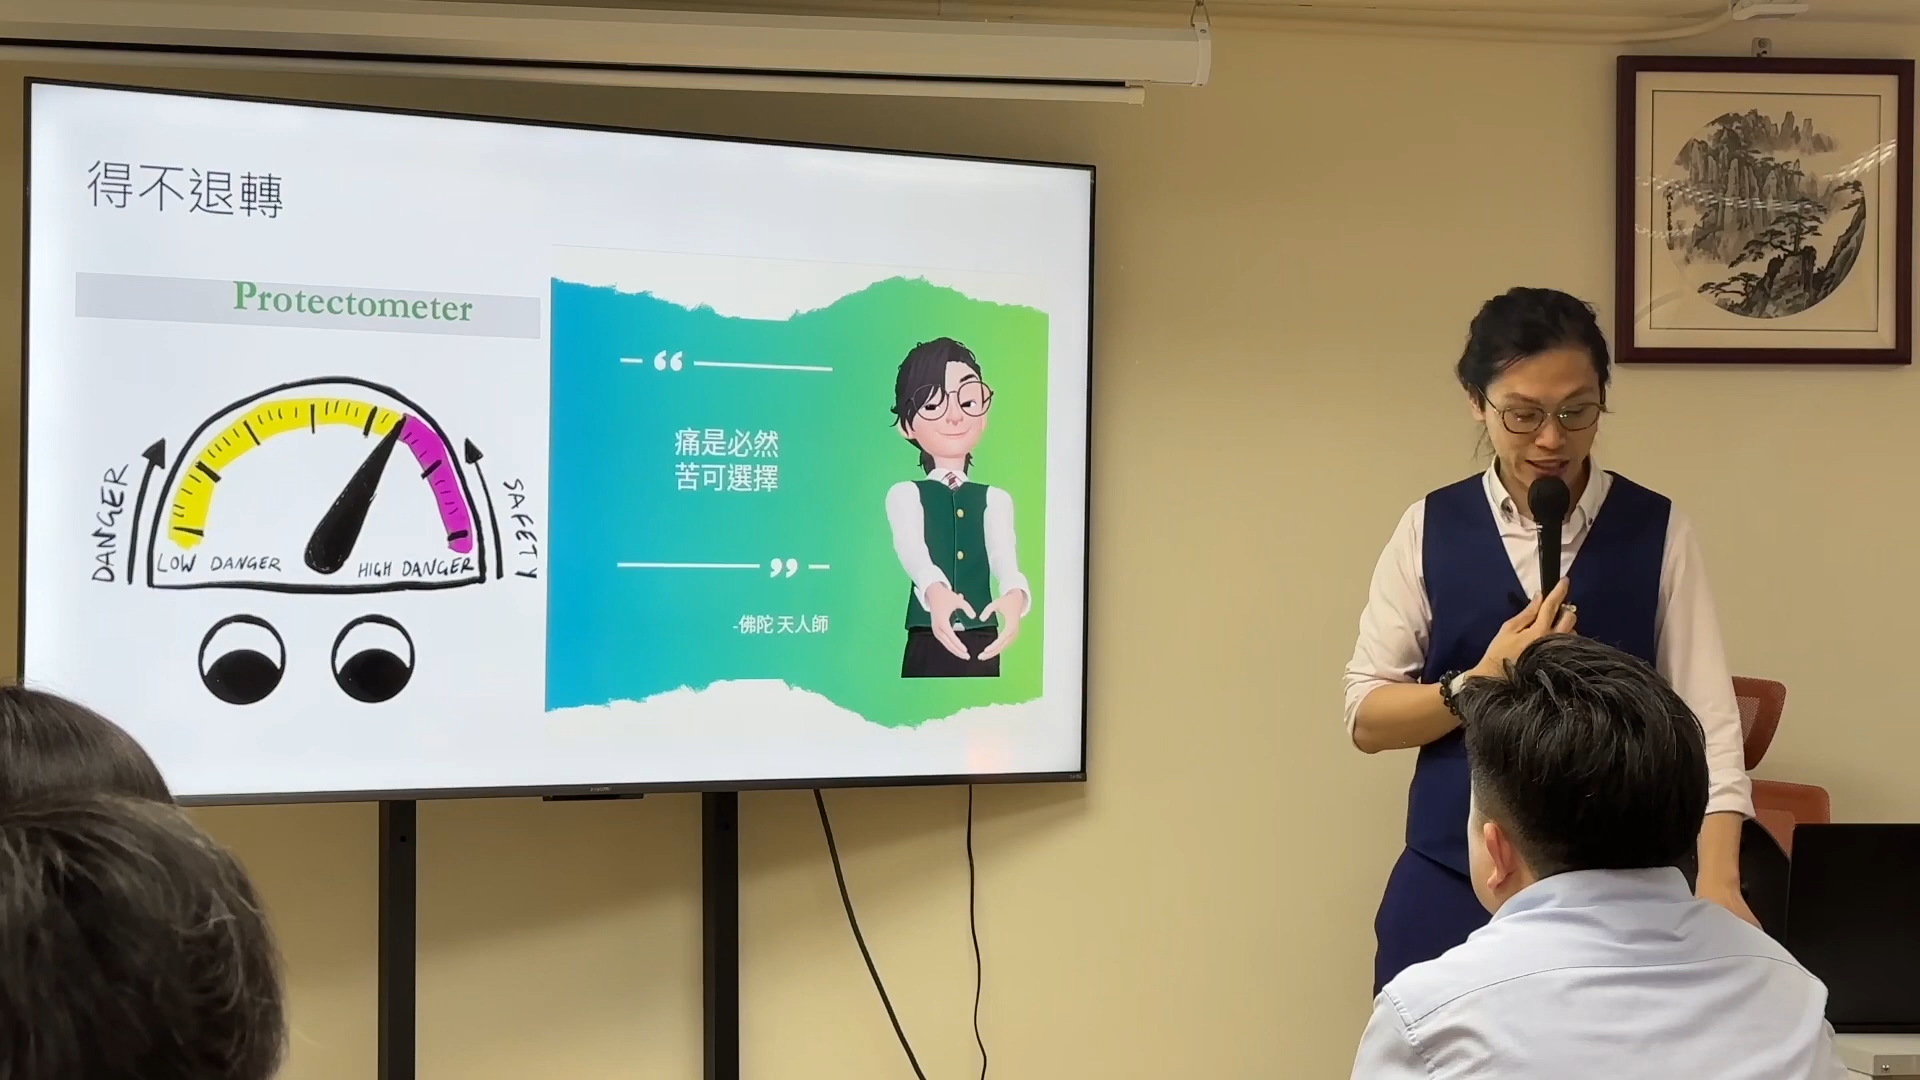 得不退轉
Protectometer
DANGER
SAFETY
LOW DANGER
HIGH DANGER
“
痛是必然
苦可選擇
”
-佛陀 天人師